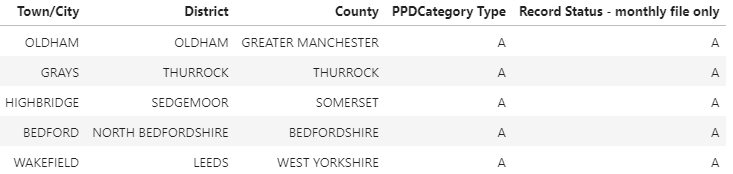 Town/City District County PPDCategory Type Record Status - monthly file only
OLDHAM OLDHAM GREATER MANCHESTER A A
GRAYS THURROCK THURROCK A A
HIGHBRIDGE SEDGEMOOR SOMERSET A A
BEDFORD NORTH BEDFORDSHIRE BEDFORDSHIRE A A
WAKEFIELD LEEDS WEST YORKSHIRE A A